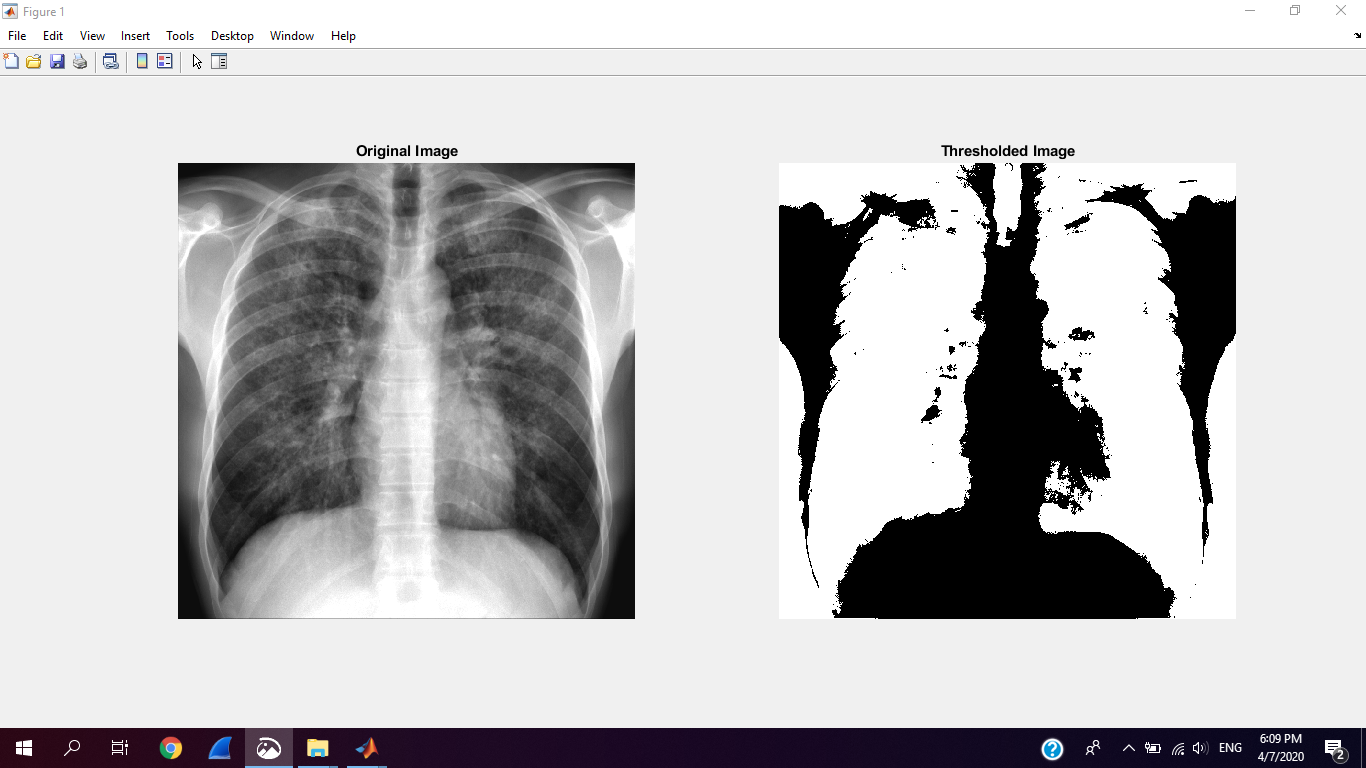 Figure 1
File Edit View Insert Tools Desktop Window Help
Original Image
Thresholded Image
ENG
6:09 PM
4/7/2020
2